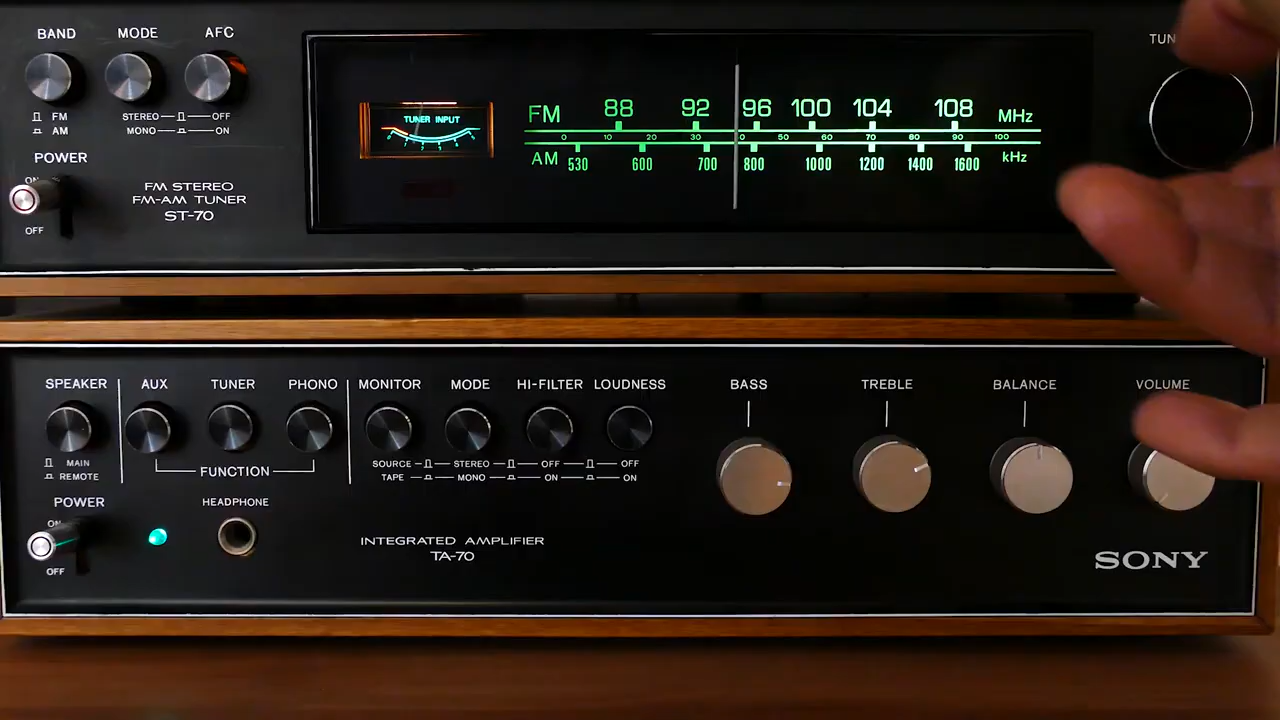 BAND MODE AFC
TUN
FM
AM
STEREO OFF
MONO ON
POWER
ON
OFF
FM STEREO
FM-AM TUNER
ST-70
TUNER INPUT
FM 88 92 96 100 104 108 MHz
0 10 20 30 0 50 60 70 80 90 100
AM 530 600 700 800 1000 1200 1400 1600 kHz
SPEAKER AUX TUNER PHONO MONITOR MODE HI-FILTER LOUDNESS BASS TREBLE BALANCE VOLUME
MAIN
REMOTE
FUNCTION
SOURCE STEREO OFF OFF
TAPE MONO ON ON
POWER
ON
OFF
HEADPHONE
INTEGRATED AMPLIFIER
TA-70
SONY